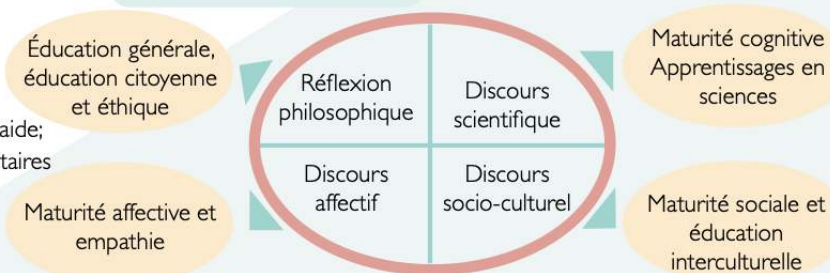 Éducation générale,
éducation citoyenne
et éthique
aide;
taires
Maturité affective et
empathie
Réflexion
philosophique
Discours
scientifique
Discours
affectif
Discours
socio-culturel
Maturité cognitive
Apprentissages en
sciences
Maturité sociale et
éducation
interculturelle